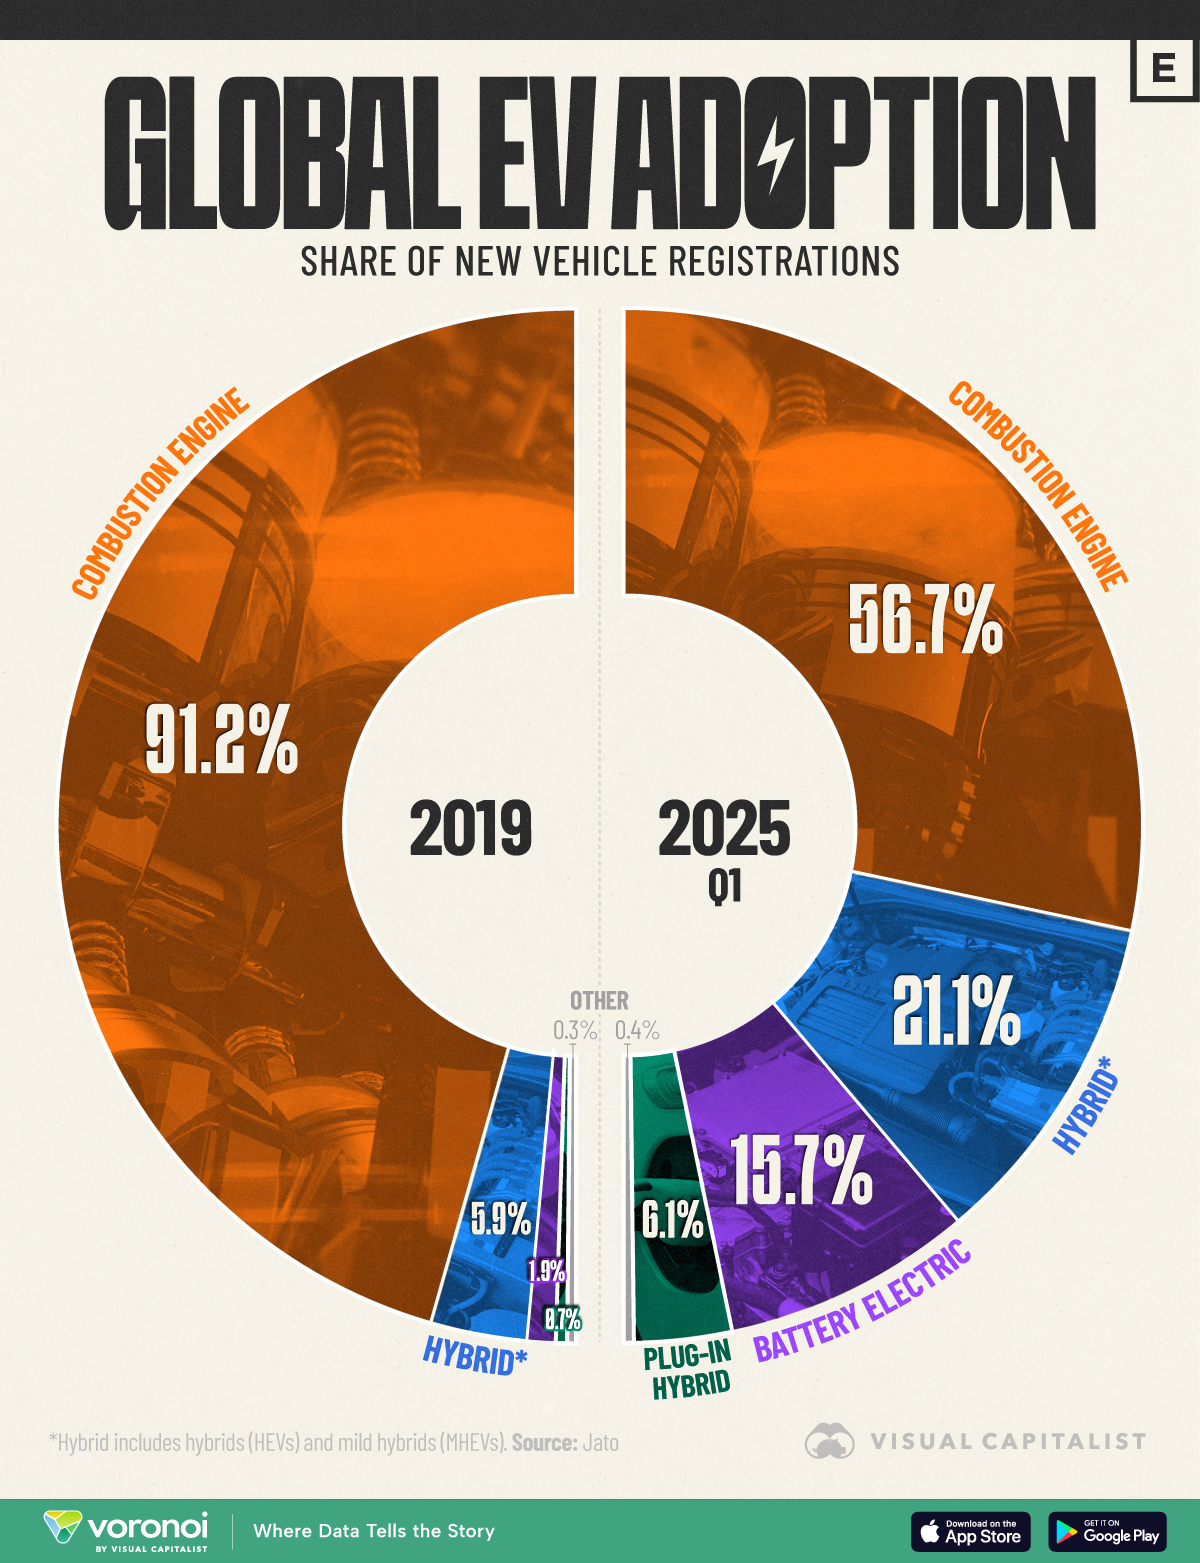 E
GLOBAL EV ADOPTION
SHARE OF NEW VEHICLE REGISTRATIONS
COMBUSTION ENGINE
COMBUSTION ENGINE
56.7%
91.2%
2019
2025
Q1
21.1%
OTHER
0.3%
0.4%
HYBRID*
15.7%
5.9%
6.1%
1.9%
0.7%
HYBRID*
PLUG-IN
HYBRID
BATTERY ELECTRIC
*Hybrid includes hybrids (HEVs) and mild hybrids (MHEVs). Source: Jato
VISUAL CAPITALIST
voronoi
BY VISUAL CAPITALIST
Where Data Tells the Story
Download on the
App Store
GET IT ON
Google Play